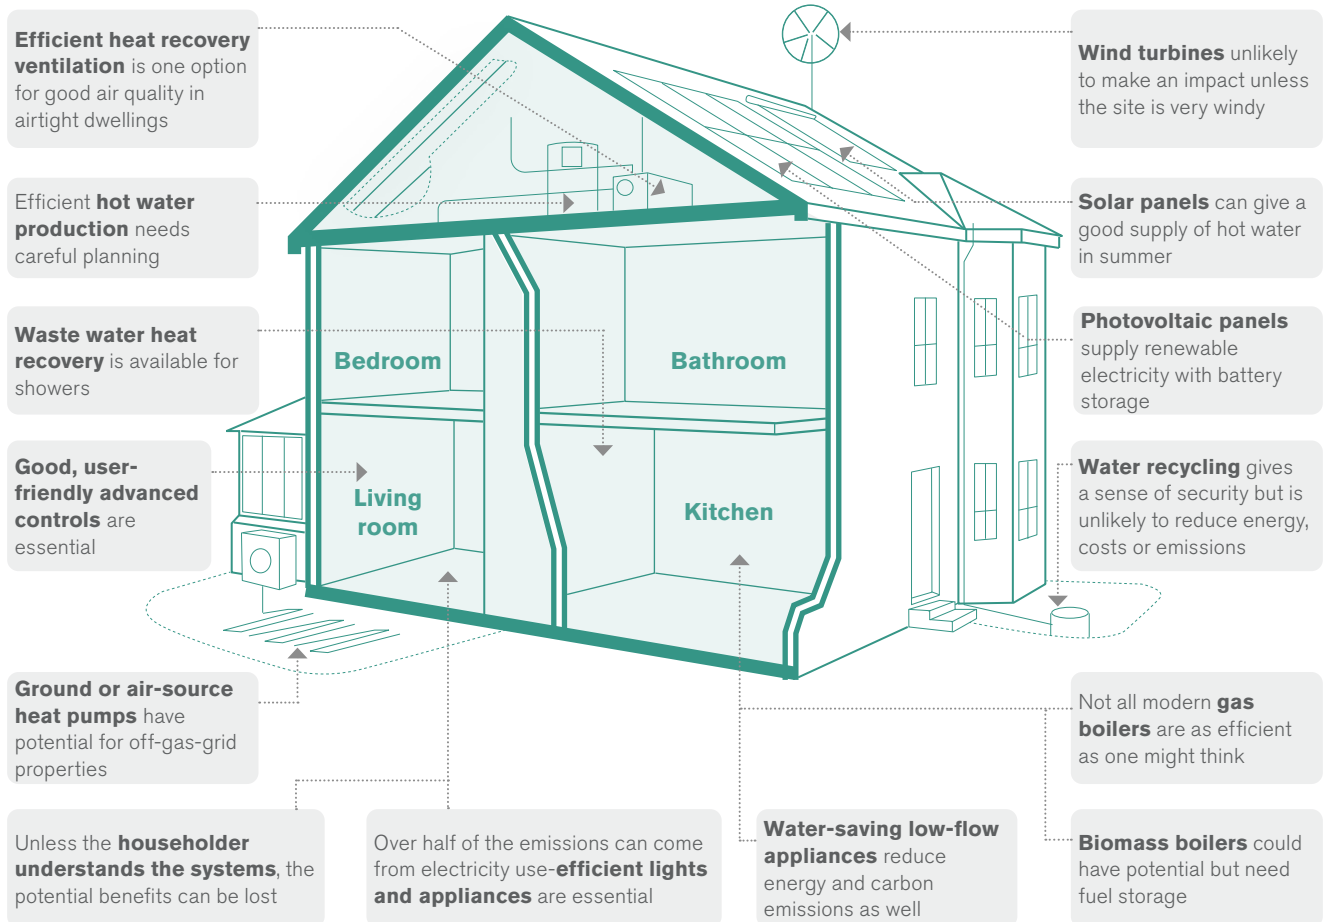 Efficient heat recovery
ventilation is one option
for good air quality in
airtight dwellings
Efficient hot water
production needs
careful planning
Waste water heat
recovery is available for
showers
Good, user-
friendly advanced
controls are
essential
Ground or air-source
heat pumps have
potential for off-gas-grid
properties
Unless the householder
understands the systems, the
potential benefits can be lost
Over half of the emissions can come
from electricity use-efficient lights
and appliances are essential
Water-saving low-flow
appliances reduce
energy and carbon
emissions as well
Bedroom
Bathroom
Living
room
Kitchen
Wind turbines unlikely
to make an impact unless
the site is very windy
Solar panels can give a
good supply of hot water
in summer
Photovoltaic panels
supply renewable
electricity with battery
storage
Water recycling gives
a sense of security but is
unlikely to reduce energy,
costs or emissions
Not all modern gas
boilers are as efficient
as one might think
Biomass boilers could
have potential but need
fuel storage